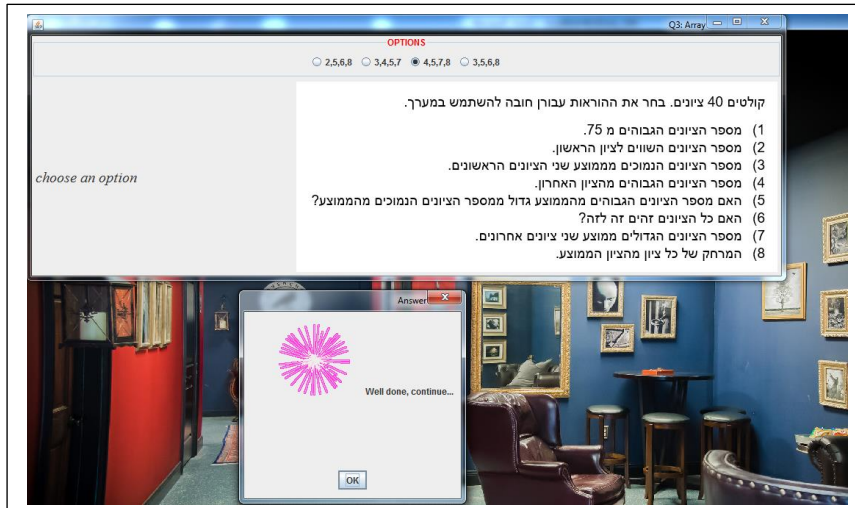 Q3: Array
OPTIONS
2,5,6,8 3,4,5,7 4,5,7,8 3,5,6,8
choose an option
קולטים 40 ציונים. בחר את ההוראות עבורן חובה להשתמש במערך.
1) מספר הציונים הגבוהים מ 75.
2) מספר הציונים השווים לציון הראשון.
3) מספר הציונים הנמוכים מממוצע שני הציונים הראשונים.
4) מספר הציונים הגבוהים מהציון האחרון.
5) האם מספר הציונים הגבוהים מהממוצע גדול ממספר הציונים הנמוכים מהממוצע?
6) האם כל הציונים זהים זה לזה?
7) מספר הציונים הגדולים ממוצע שני ציונים אחרונים.
8) המרחק של כל ציון מהציון הממוצע.
Answer
Well done, continue...
OK